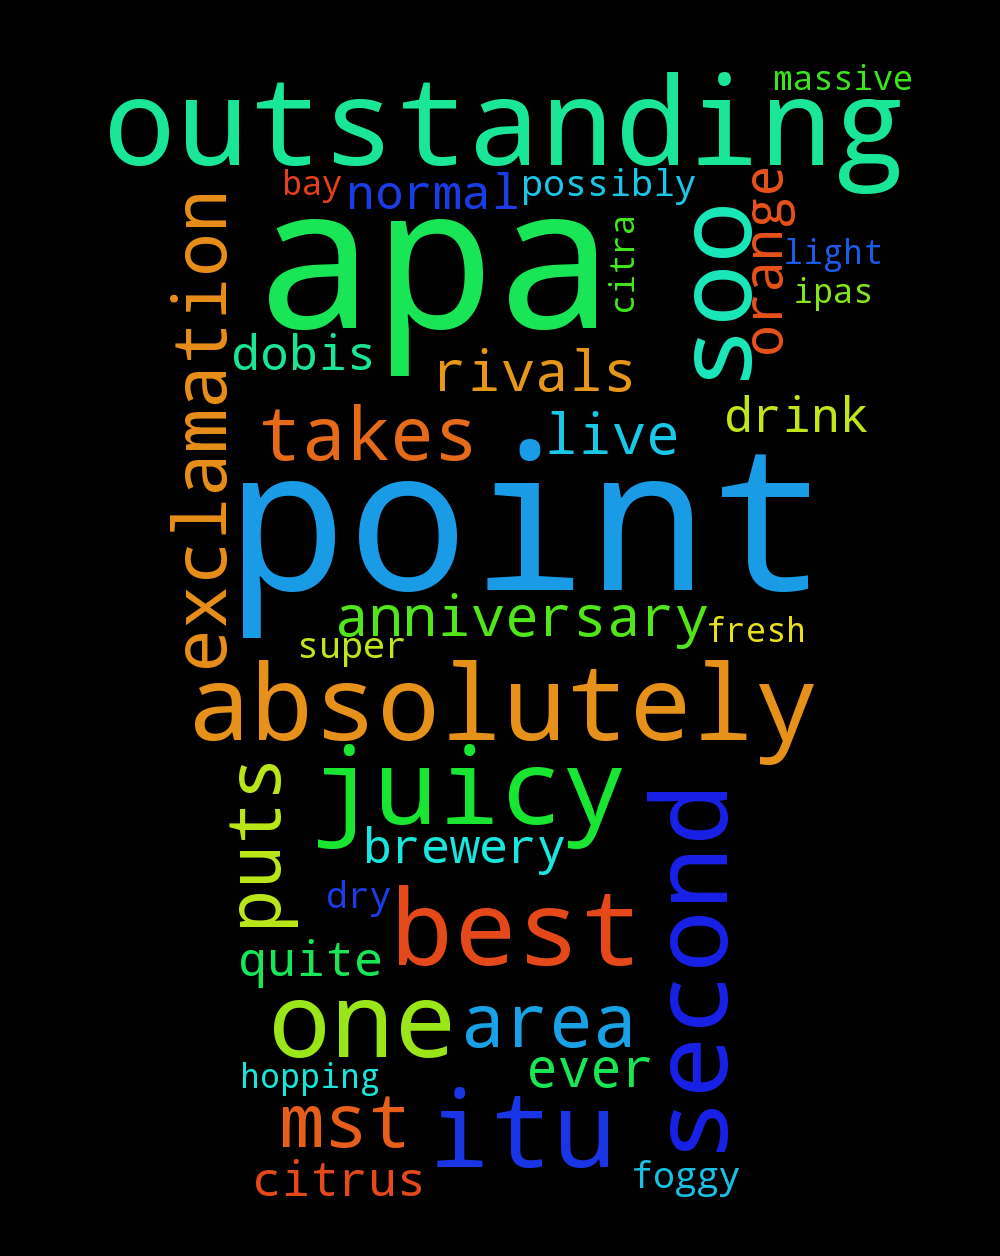 massive
outstanding
bay normal possibly
apa
citra
soo
orange
light
ipas
exclamation
dobis
rivals
drink
takes
live
point
anniversary
fresh
super
absolutely
juicy
puts
brewery
second
dry
best
quite
one
area
ever
hopping
mst
itu
citrus
foggy